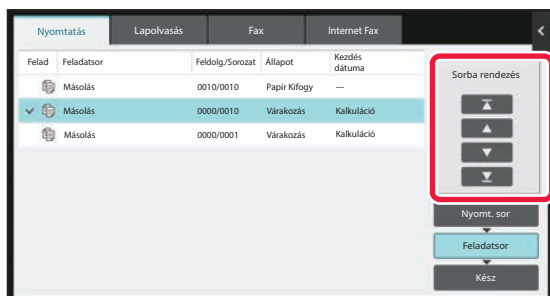 Nyomtatás Lapolvasás Fax Internet Fax
Felad Feladatsor Feldolg./Sorozat Állapot Kezdés dátuma
Másolás 0010/0010 Papír Kifogy ---
Másolás 0000/0010 Várakozás Kalkuláció
Másolás 0000/0001 Várakozás Kalkuláció
Sorba rendezés
Nyomt. sor
Feladatsor
Kész